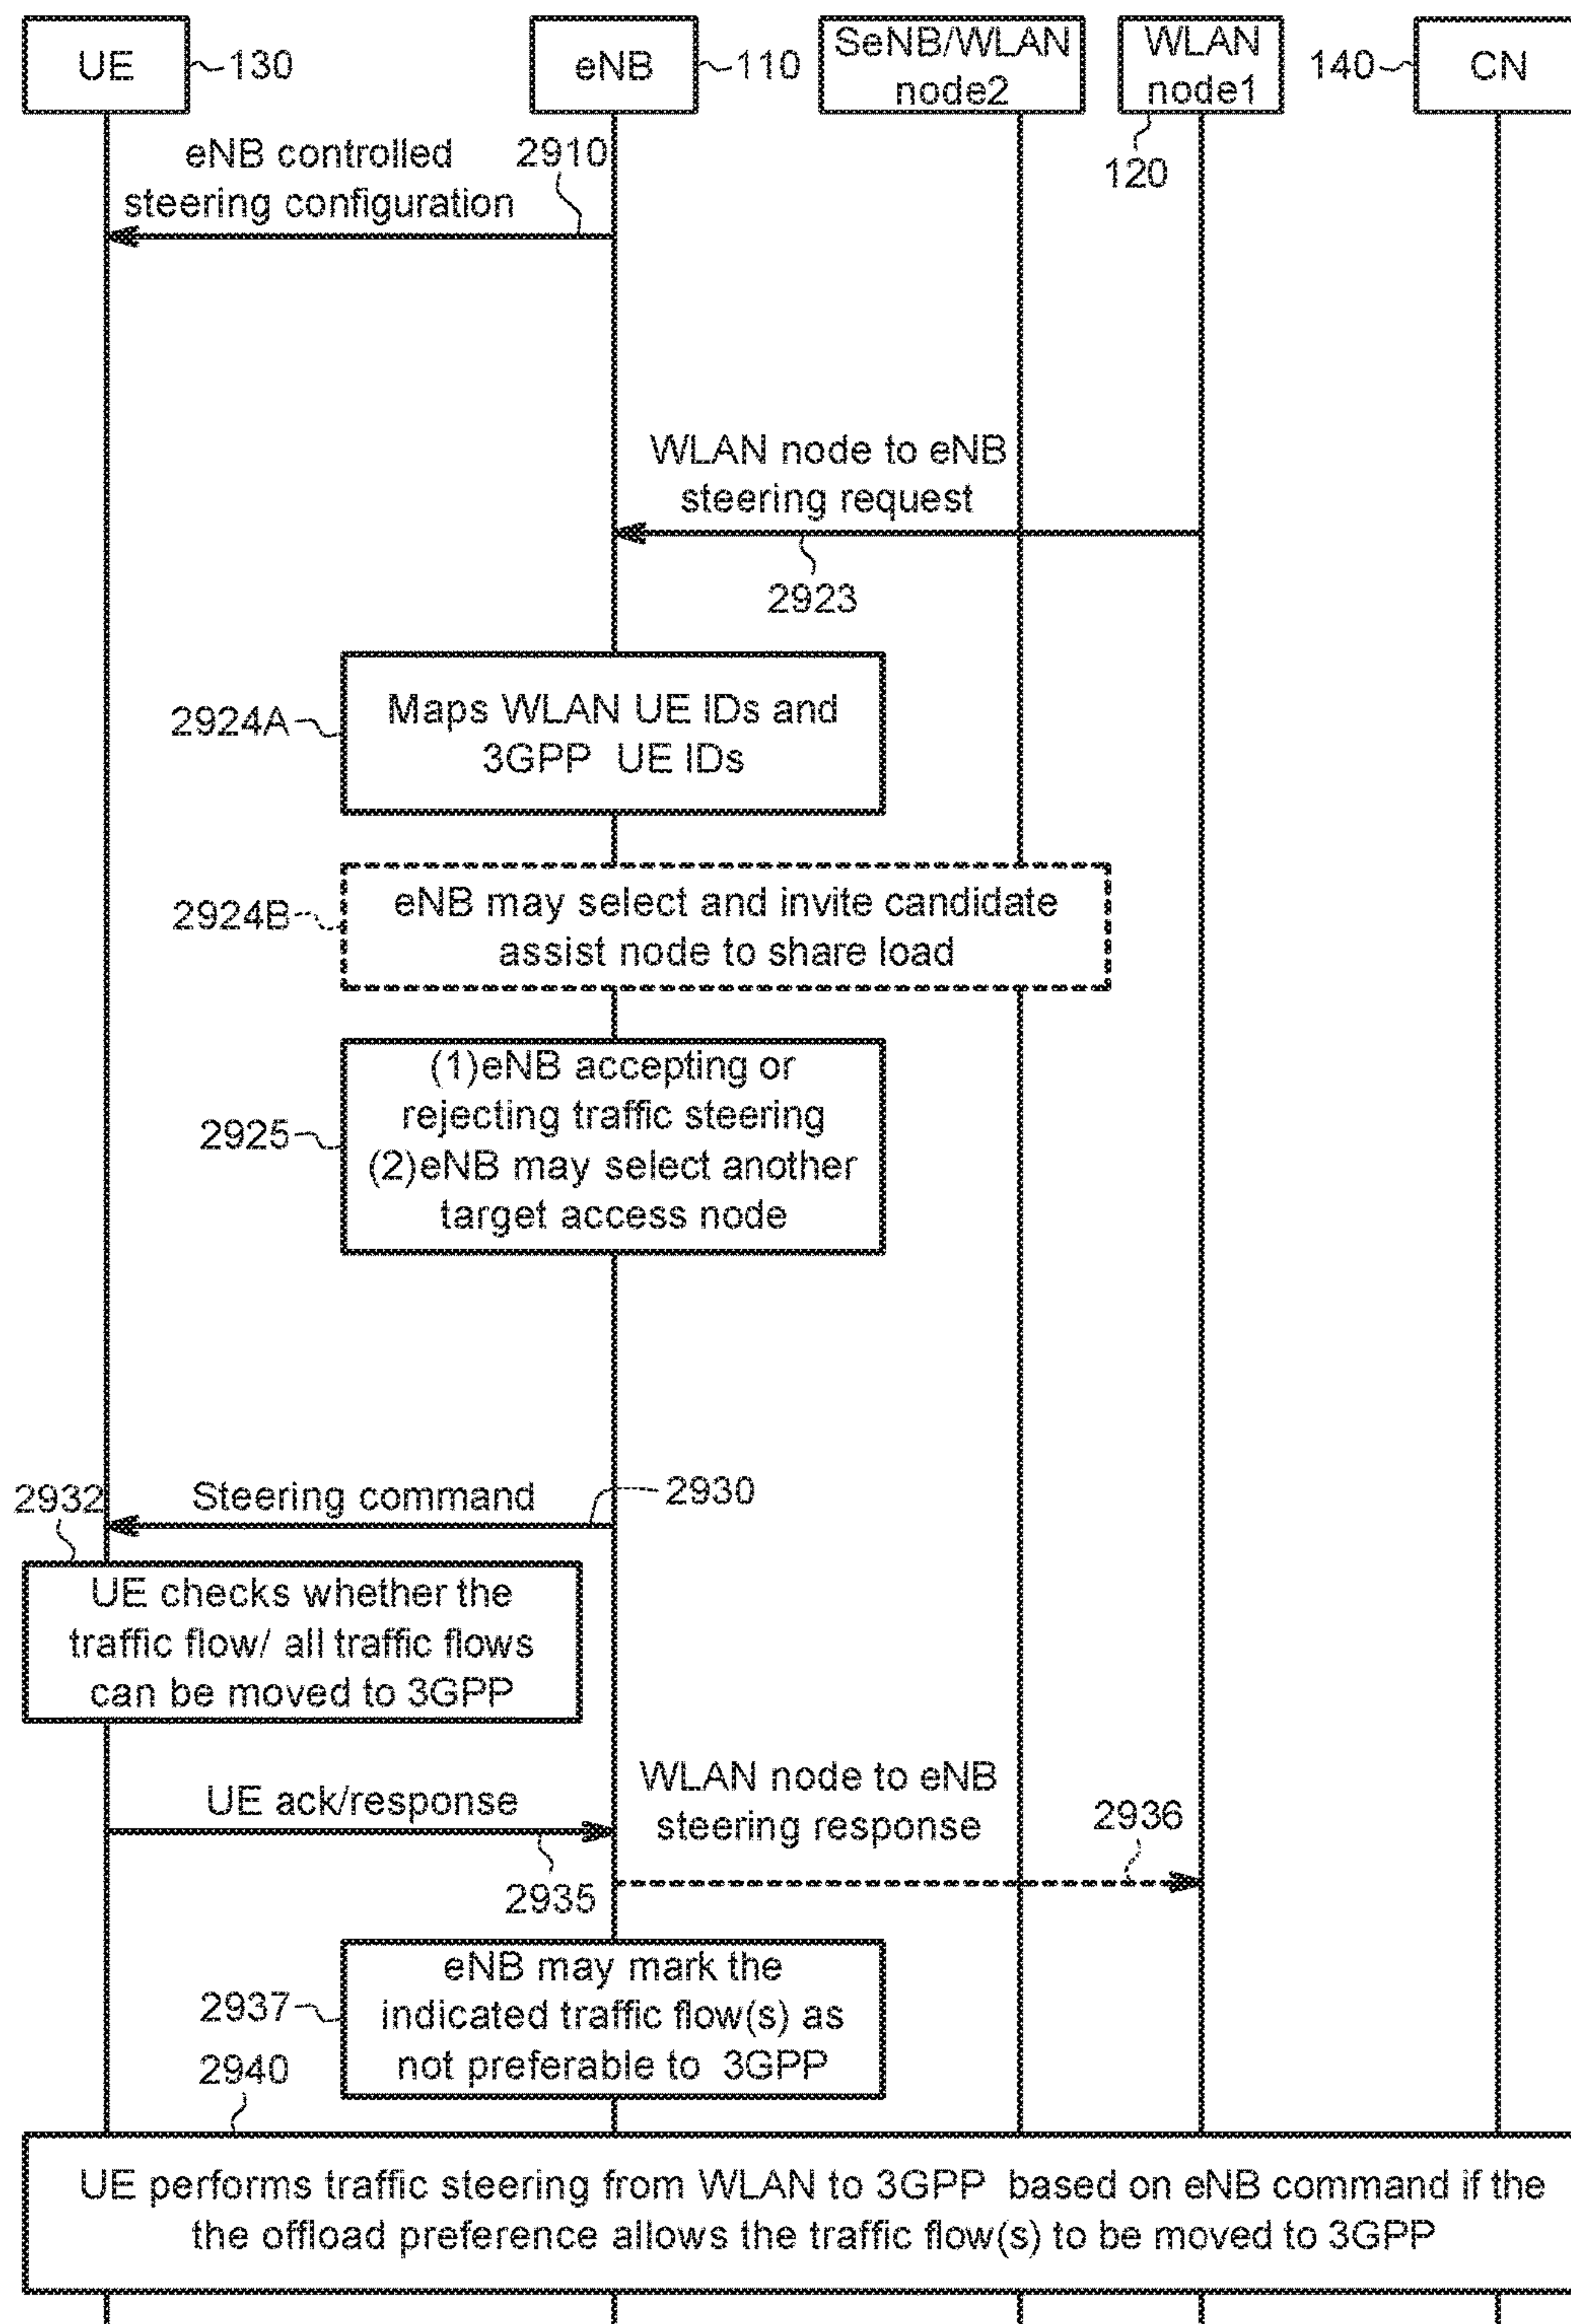 UE
130
eNB
110
SeNB/WLAN
node2
WLAN
node1
120
140
CN
eNB controlled
steering configuration
2910
WLAN node to eNB
steering request
2923
2924A
Maps WLAN UE IDs and
3GPP UE IDs
2924B
eNB may select and invite candidate
assist node to share load
2925
(1)eNB accepting or
rejecting traffic steering
(2)eNB may select another
target access node
2932
Steering command
2930
UE checks whether the
traffic flow/ all traffic flows
can be moved to 3GPP
UE ack/response
2935
WLAN node to eNB
steering response
2936
2937
eNB may mark the
indicated traffic flow(s) as
not preferable to 3GPP
2940
UE performs traffic steering from WLAN to 3GPP based on eNB command if the
the offload preference allows the traffic flow(s) to be moved to 3GPP